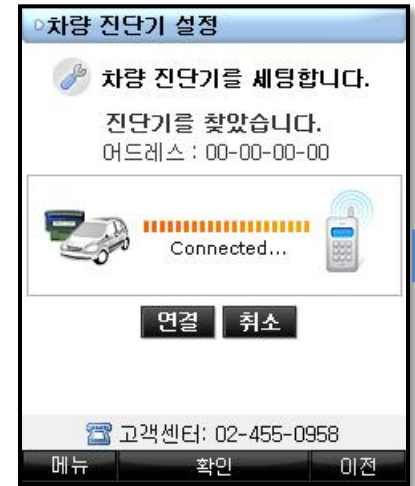 차량 진단기 설정
차량 진단기를 세팅합니다.
진단기를 찾았습니다.
어드레스 : 00-00-00-00
Connected...
연결 취소
고객센터: 02-455-0958
메뉴 확인 이전